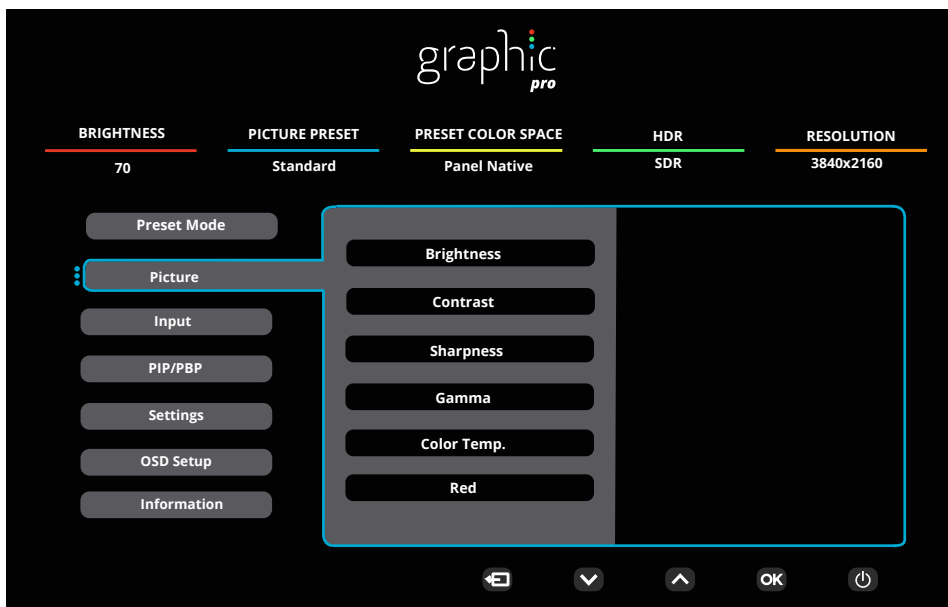 graphic
pro
BRIGHTNESS
PICTURE PRESET
PRESET COLOR SPACE
HDR
RESOLUTION
70
Standard
Panel Native
SDR
3840x2160
Preset Mode
Picture
Input
PIP/PBP
Settings
OSD Setup
Information
Brightness
Contrast
Sharpness
Gamma
Color Temp.
Red
OK